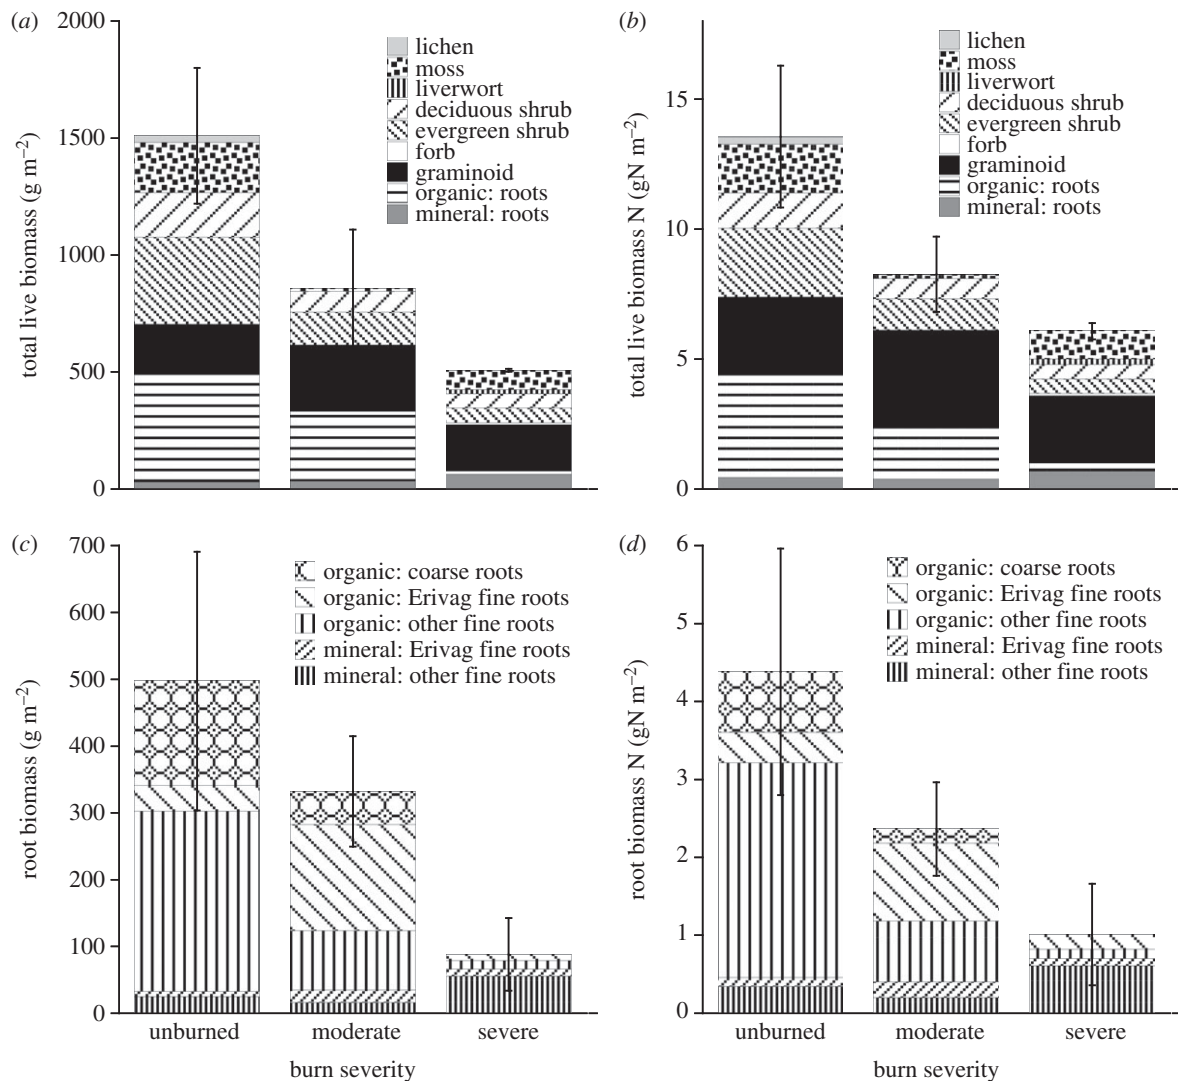 (a)
2000
1500
1000
500
0
total live biomass (g m−2)
lichen
moss
liverwort
deciduous shrub
evergreen shrub
forb
graminoid
organic: roots
mineral: roots
(b)
15
10
5
0
total live biomass N (gN m−2)
lichen
moss
liverwort
deciduous shrub
evergreen shrub
forb
graminoid
organic: roots
mineral: roots
(c)
700
600
500
400
300
200
100
0
root biomass (g m−2)
organic: coarse roots
organic: Erivag fine roots
organic: other fine roots
mineral: Erivag fine roots
mineral: other fine roots
unburned moderate severe
burn severity
(d)
6
5
4
3
2
1
0
root biomass N (gN m−2)
organic: coarse roots
organic: Erivag fine roots
organic: other fine roots
mineral: Erivag fine roots
mineral: other fine roots
unburned moderate severe
burn severity